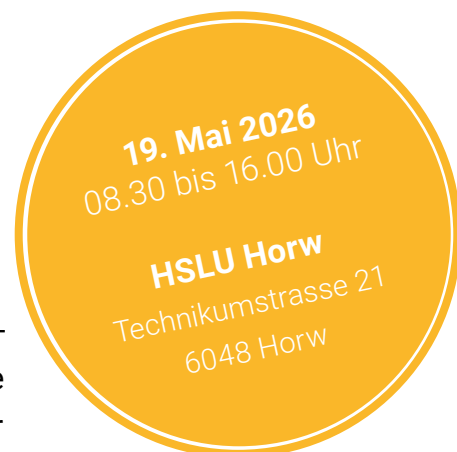 19. Mai 2026
08.30 bis 16.00 Uhr
HSLU Horw
Technikumstrasse 21
6048 Horw